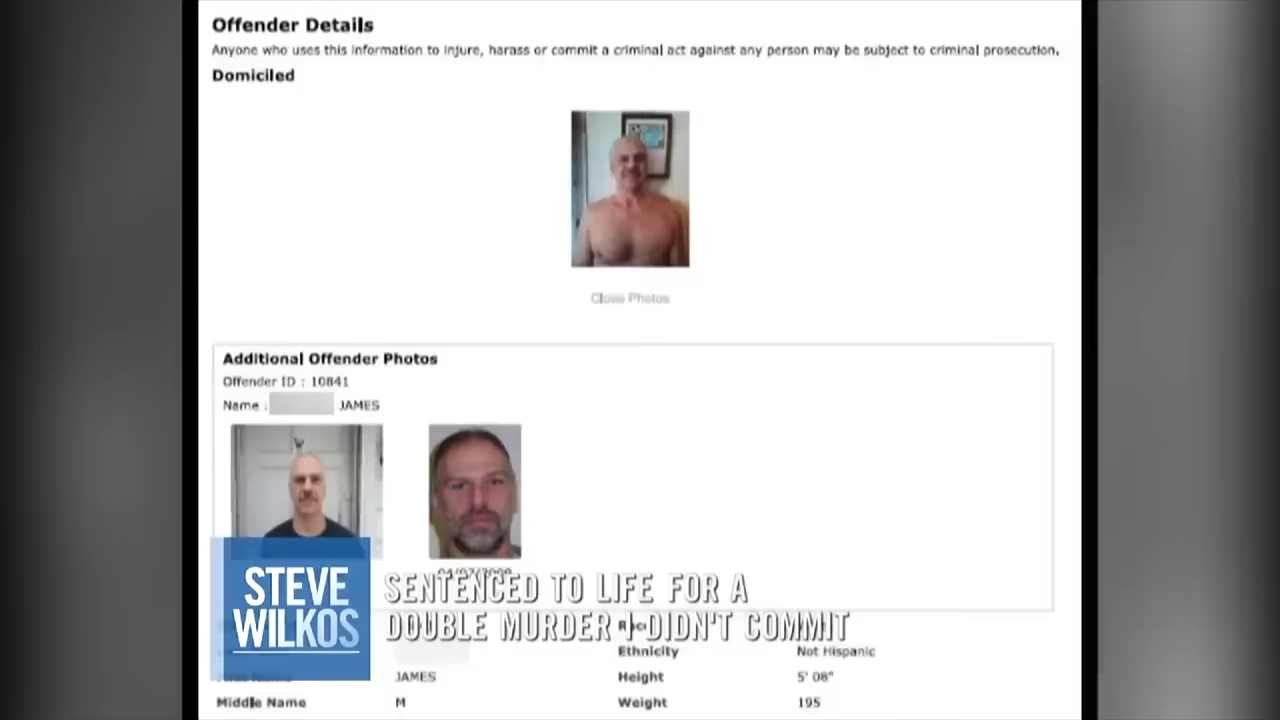 Offender Details
Anyone who uses this information to injure, harass or commit a criminal act against any person may be subject to criminal prosecution.
Domiciled
Close Photos
Additional Offender Photos
Offender ID : 10841
Name : JAMES
STEVE WILKOS
SENTENCED TO LIFE FOR A
DOUBLE MURDER I DIDN'T COMMIT
Ethnicity Not Hispanic
JAMES Height 5' 08"
Middle Name M Weight 195